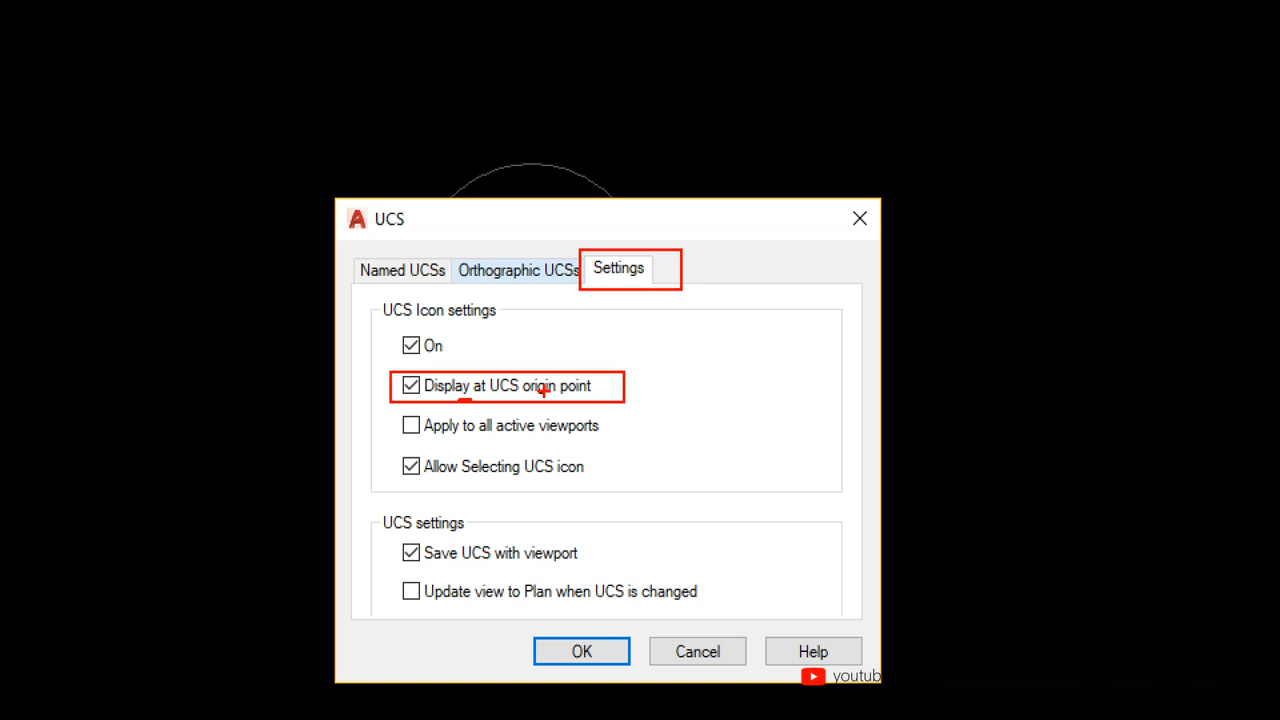 UCS
Named UCSs Orthographic UCSs Settings
UCS Icon settings
On
Display at UCS origin point
Apply to all active viewports
Allow Selecting UCS icon
UCS settings
Save UCS with viewport
Update view to Plan when UCS is changed
OK Cancel Help
youtub